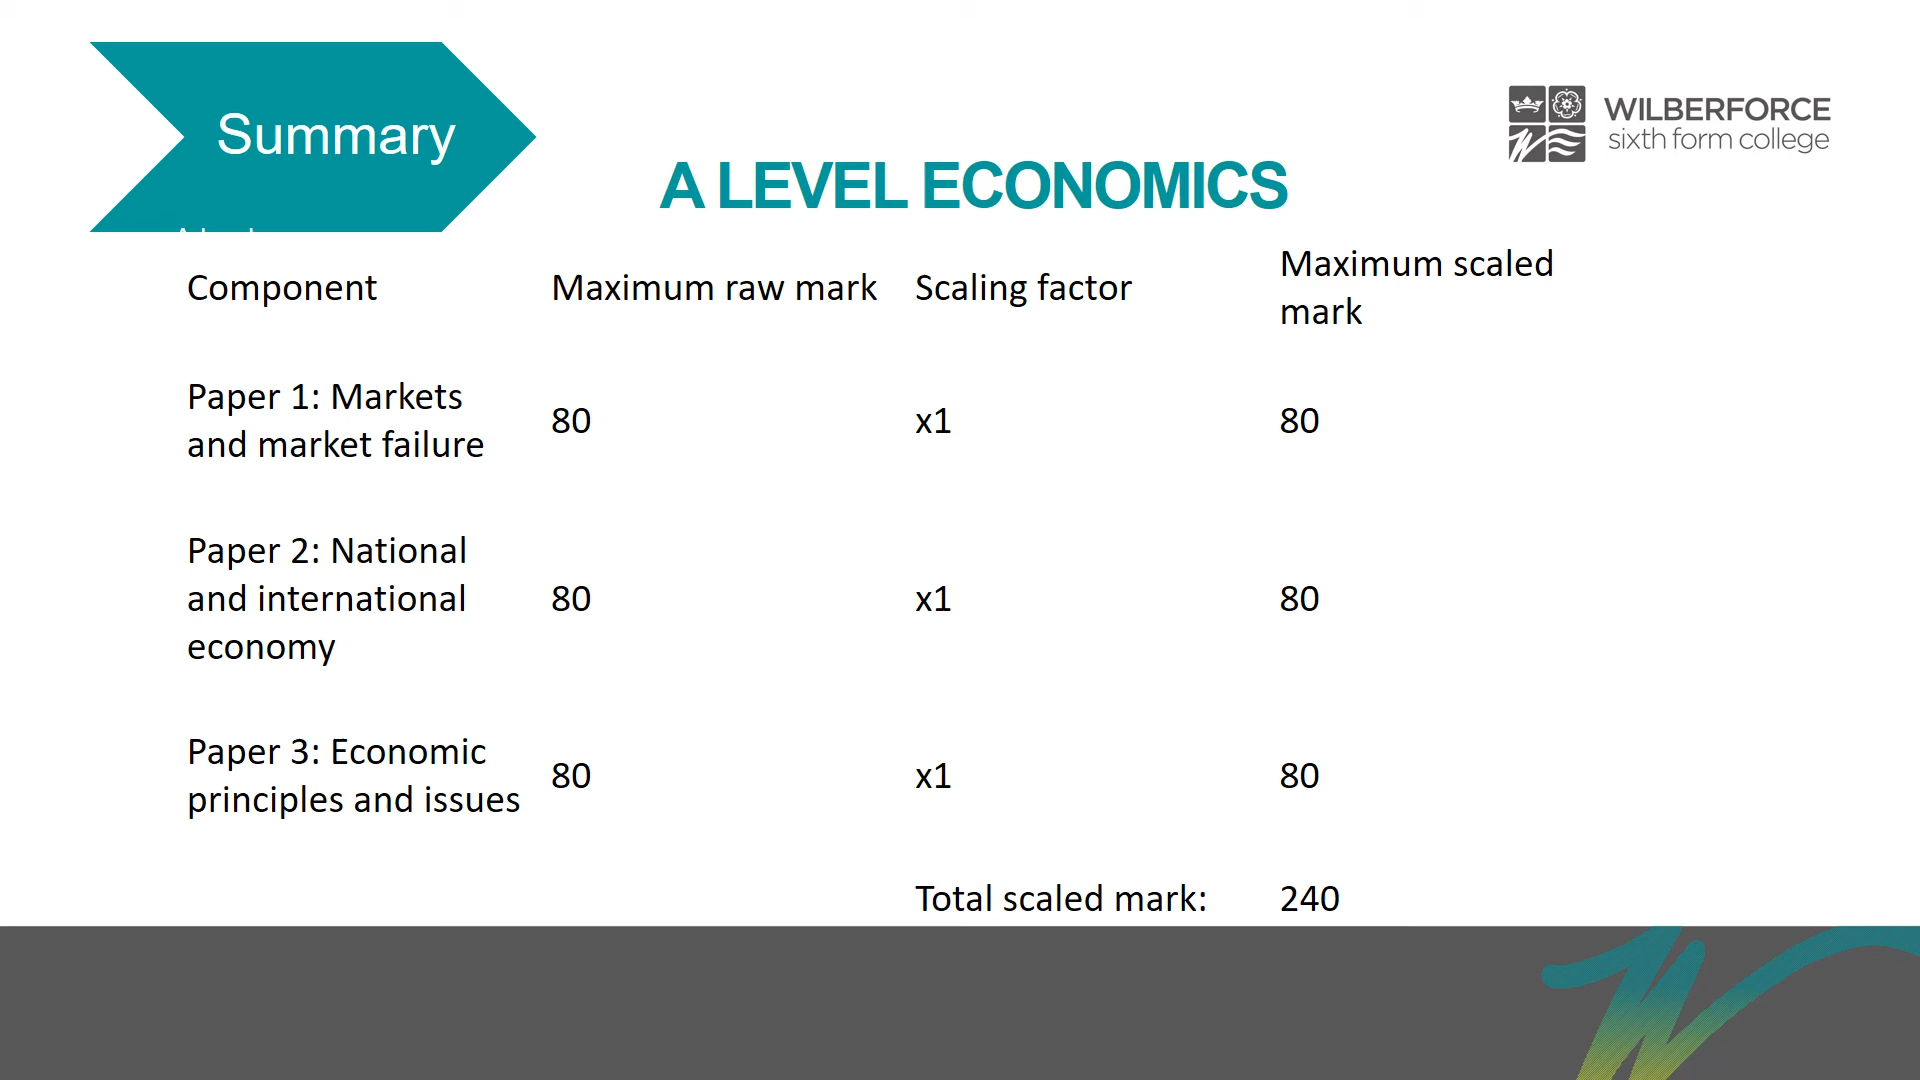 Summary
WILBERFORCE
sixth form college
A LEVEL ECONOMICS
Component Maximum raw mark Scaling factor Maximum scaled
mark
Paper 1: Markets
and market failure 80 x1 80
Paper 2: National
and international 80 x1 80
economy
Paper 3: Economic
principles and issues 80 x1 80
Total scaled mark: 240